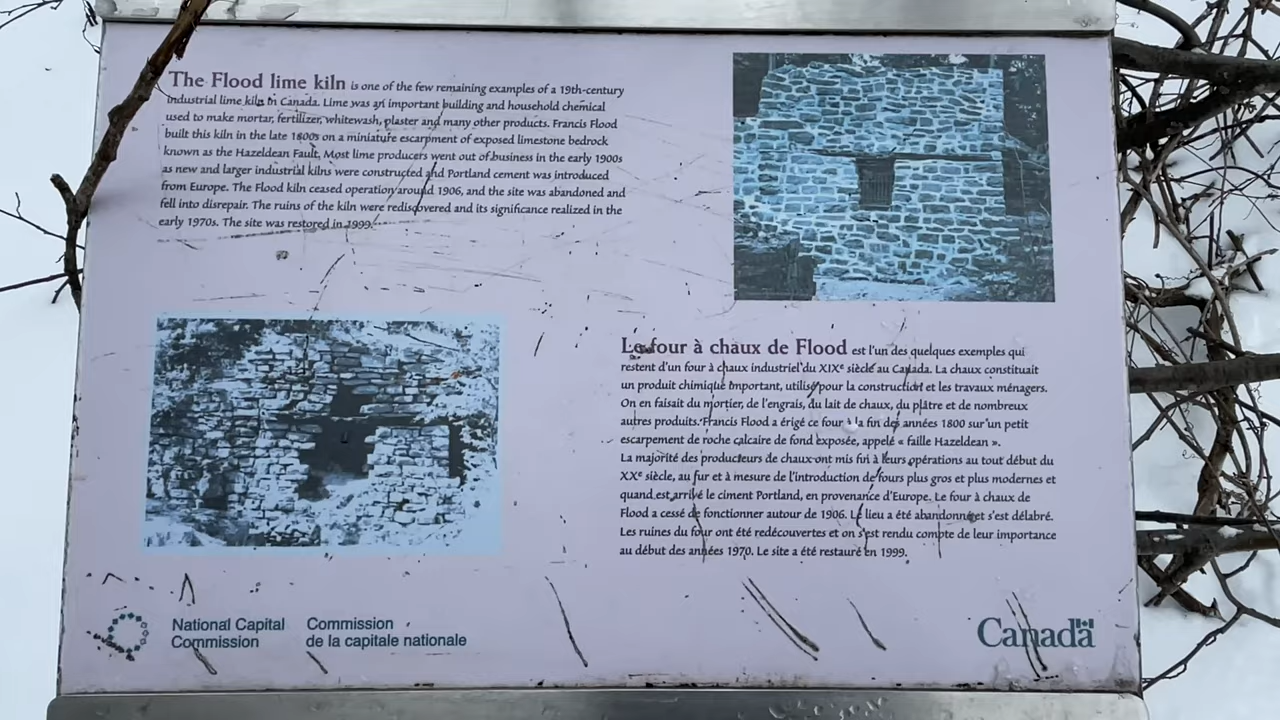 The Flood lime kiln is one of the few remaining examples of a 19th-century
industrial lime kiln in Canada. Lime was an important building and household chemical
used to make mortar, fertilizer, whitewash, plaster and many other products. Francis Flood
built this kiln in the late 1800s on a miniature escarpment of exposed limestone bedrock
known as the Hazeldean Fault. Most lime producers went out of business in the early 1900s
as new and larger industrial kilns were constructed and Portland cement was introduced
from Europe. The Flood kiln ceased operation around 1906, and the site was abandoned and
fell into disrepair. The ruins of the kiln were rediscovered and its significance realized in the
early 1970s. The site was restored in 1999.
Le four à chaux de Flood est l'un des quelques exemples qui
restent d'un four à chaux industriel du XIXe siècle au Canada. La chaux constituait
un produit chimique important, utilisé pour la construction et les travaux ménagers.
On en faisait du mortier, de l'engrais, du lait de chaux, du plâtre et de nombreux
autres produits. Francis Flood a érigé ce four à la fin des années 1800 sur un petit
escarpement de roche calcaire de fond exposée, appelé « faille Hazeldean ».
La majorité des producteurs de chaux ont mis fin à leurs opérations au tout début du
XXe siècle, au fur et à mesure de l'introduction de fours plus gros et plus modernes et
quand est arrivé le ciment Portland, en provenance d'Europe. Le four à chaux de
Flood a cessé de fonctionner autour de 1906. Le lieu a été abandonné et s'est délabré.
Les ruines du four ont été redécouvertes et on s'est rendu compte de leur importance
au début des années 1970. Le site a été restauré en 1999.
National Capital Commission
Commission de la capitale nationale
Canada